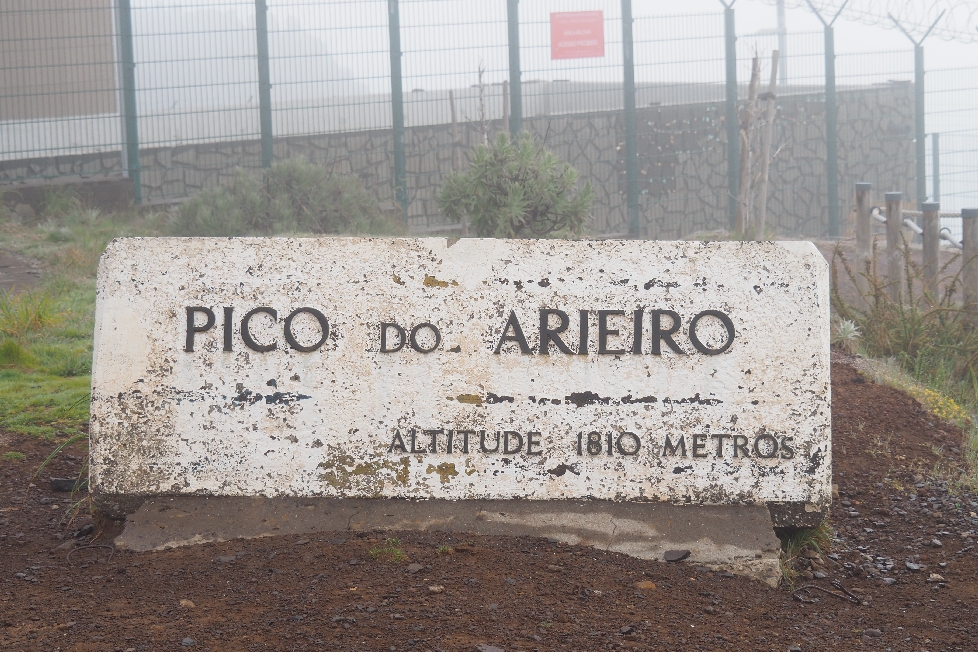 PICO DO ARIEIRO
ALTITUDE 1810 METROS